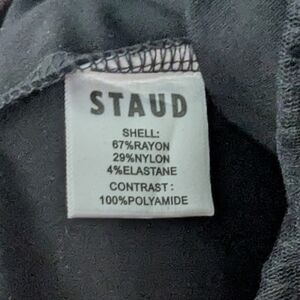 STAUD
SHELL:
67%RAYON
29%NYLON
4%ELASTANE
CONTRAST:
100%POLYAMIDE